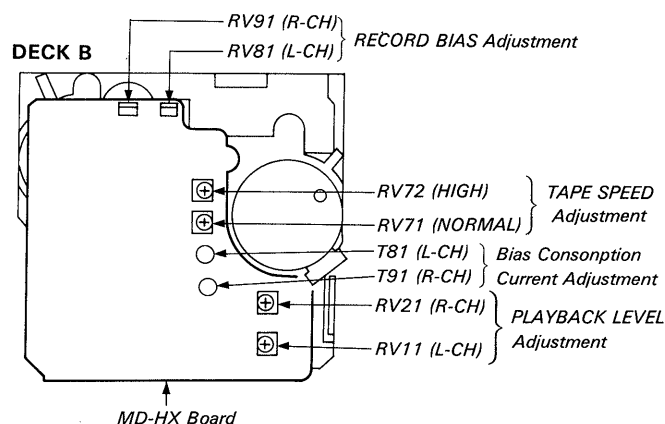 RV91 (R-CH)
RV81 (L-CH)
RECORD BIAS Adjustment
DECK B
RV72 (HIGH)
RV71 (NORMAL)
TAPE SPEED
Adjustment
T81 (L-CH)
T91 (R-CH)
Bias Consonption
Current Adjustment
RV21 (R-CH)
RV11 (L-CH)
PLAYBACK LEVEL
Adjustment
MD-HX Board